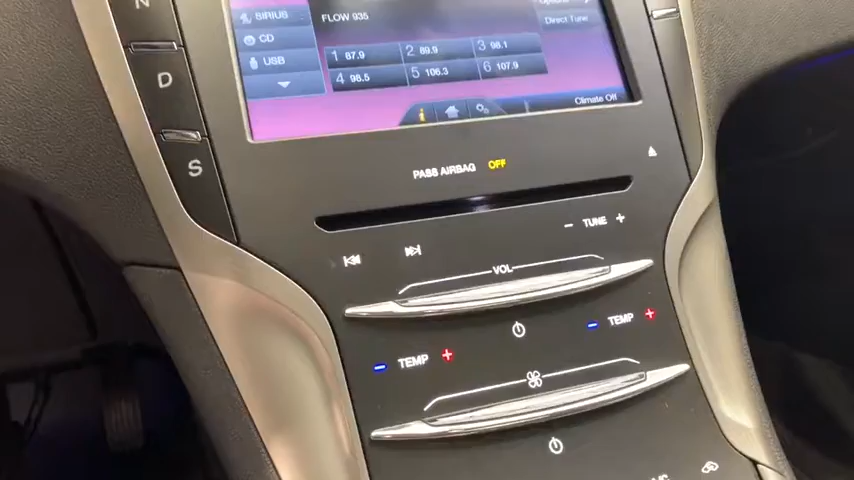 N
SIRIUS
FLOW 935
Direct Tune
CD
1 87.9 2 89.9 3 98.1
USB
4 98.5 5 106.3 6 107.9
D
Climate Off
PASS AIRBAG OFF
S
− TUNE +
VOL
− TEMP +
− TEMP +